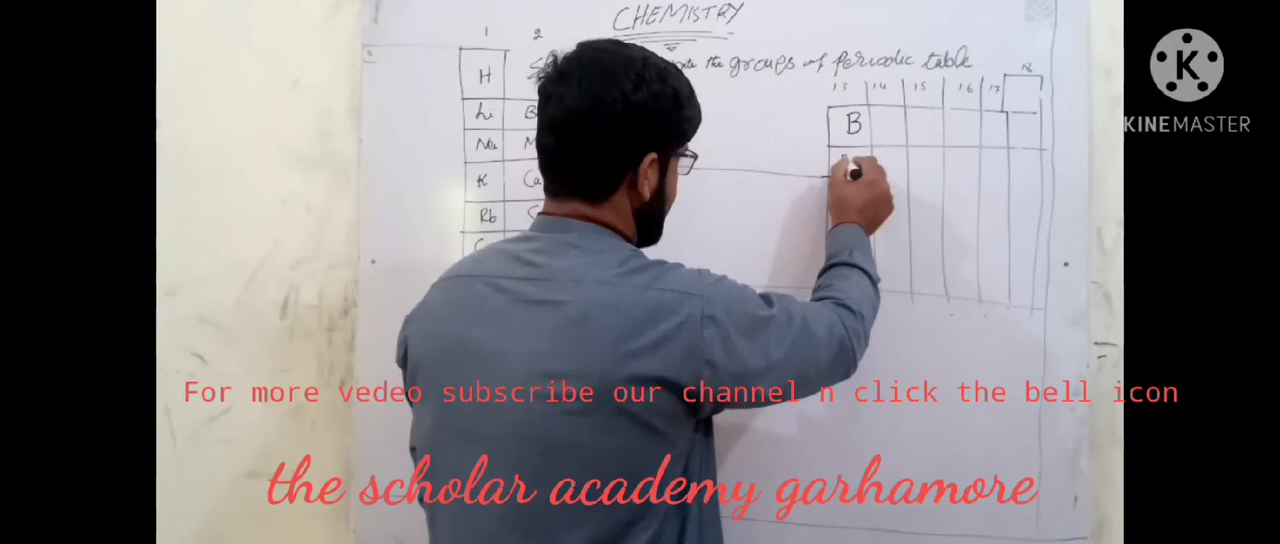 CHEMISTRY
1 2
the groups of Periodic table
13 14 15 16 17
H
Li B
B
Na M
K Ca
Rb
K
KINEMASTER
For more vedeo subscribe our channel n click the bell icon
the scholar academy garhamore